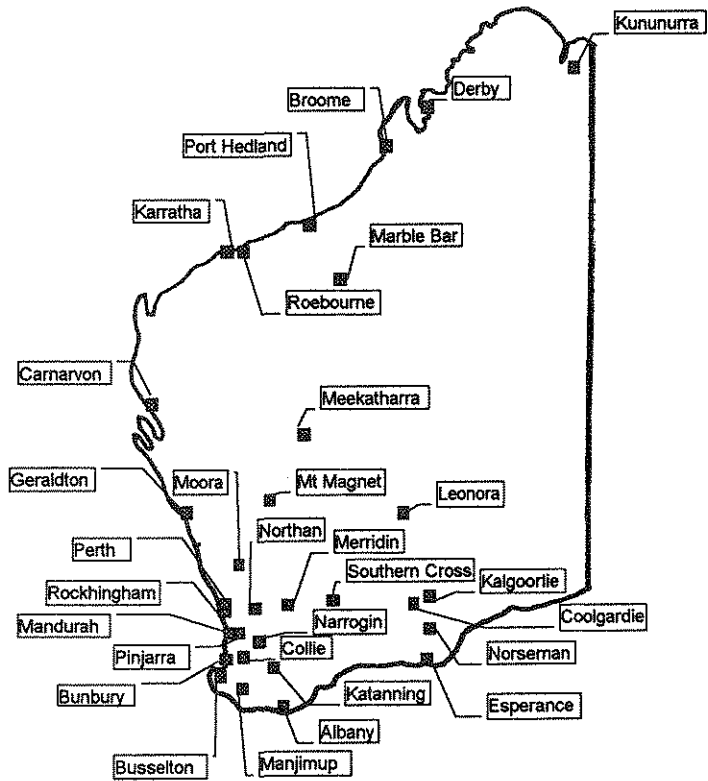 Kununurra
Derby
Broome
Port Hedland
Karratha
Marble Bar
Roebourne
Carnarvon
Meekatharra
Geraldton
Moora
Mt Magnet
Leonora
Northan
Perth
Merridin
Southern Cross
Kalgoorlie
Rockhingham
Coolgardie
Mandurah
Narrogin
Pinjarra
Collie
Norseman
Bunbury
Katanning
Esperance
Albany
Busselton
Manjimup